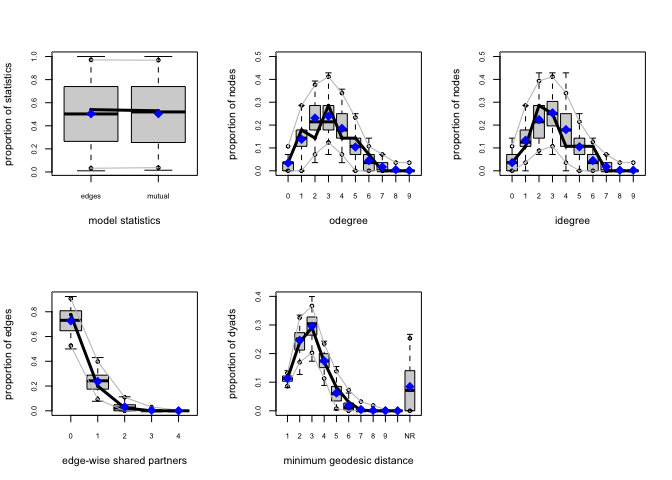 proportion of statistics
1.0
0.8
0.6
0.4
0.2
0.0
edges mutual
model statistics
proportion of nodes
0.5
0.4
0.3
0.2
0.1
0.0
0 1 2 3 4 5 6 7 8 9
odegree
proportion of nodes
0.5
0.4
0.3
0.2
0.1
0.0
0 1 2 3 4 5 6 7 8 9
idegree
proportion of edges
0.8
0.6
0.4
0.2
0.0
0 1 2 3 4
edge-wise shared partners
proportion of dyads
0.4
0.3
0.2
0.1
0.0
1 2 3 4 5 6 7 8 9 NR
minimum geodesic distance